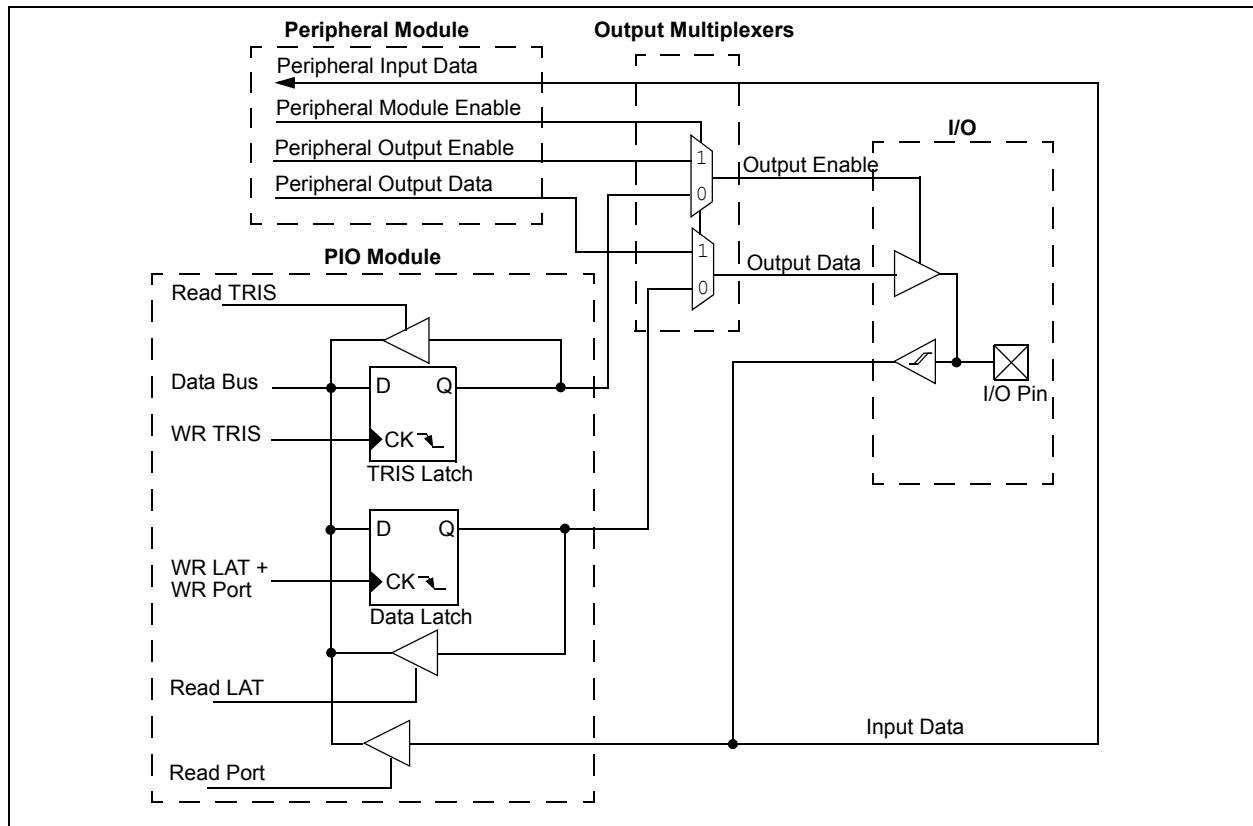 Peripheral Module
Output Multiplexers
Peripheral Input Data
Peripheral Module Enable
I/O
Peripheral Output Enable
1
Output Enable
Peripheral Output Data
0
PIO Module
1
Output Data
0
Read TRIS
Data Bus
D
Q
I/O Pin
WR TRIS
CK
TRIS Latch
D
Q
WR LAT +
WR Port
CK
Data Latch
Read LAT
Input Data
Read Port